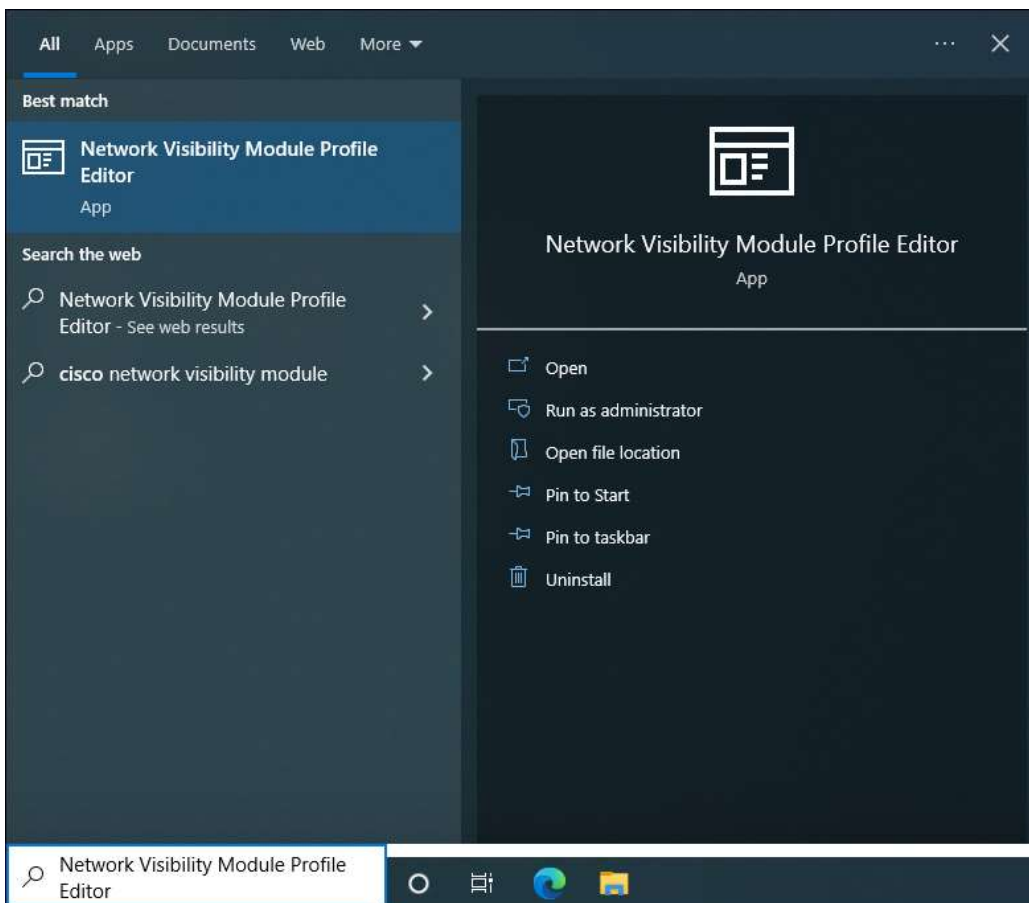 All Apps Documents Web More
Best match
Network Visibility Module Profile
Editor
App
Search the web
Network Visibility Module Profile
Editor - See web results
cisco network visibility module
Network Visibility Module Profile Editor
App
Open
Run as administrator
Open file location
Pin to Start
Pin to taskbar
Uninstall
Network Visibility Module Profile
Editor